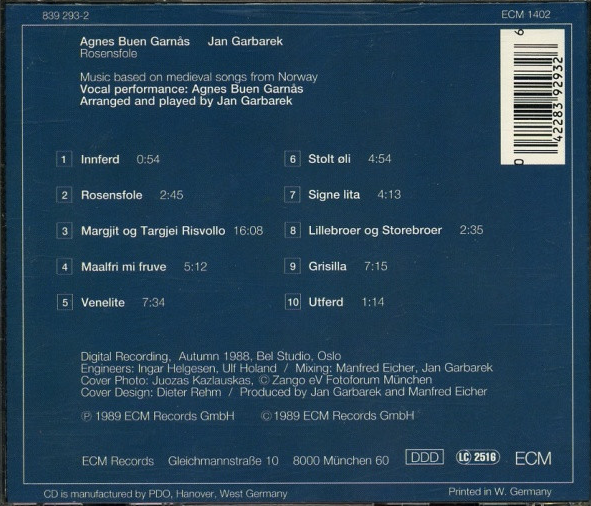 839 293-2
ECM 1402
Agnes Buen Garnås Jan Garbarek
Rosensfole
Music based on medieval songs from Norway
Vocal performance: Agnes Buen Garnås
Arranged and played by Jan Garbarek
0 42283 92932 6
1 Innferd 0:54
2 Rosensfole 2:45
3 Margjit og Targjei Risvollo 16:08
4 Maalfri mi fruve 5:12
5 Venelite 7:34
6 Stolt øli 4:54
7 Signe lita 4:13
8 Lillebroer og Storebroer 2:35
9 Grisilla 7:15
10 Utferd 1:14
Digital Recording, Autumn 1988, Bel Studio, Oslo
Engineers: Ingar Helgesen, Ulf Holand / Mixing: Manfred Eicher, Jan Garbarek
Cover Photo: Juozas Kazlauskas, © Zango eV Fotoforum München
Cover Design: Dieter Rehm / Produced by Jan Garbarek and Manfred Eicher
℗ 1989 ECM Records GmbH © 1989 ECM Records GmbH
ECM Records Gleichmannstraße 10 8000 München 60 DDD LC 2516 ECM
CD is manufactured by PDO, Hanover, West Germany
Printed in W. Germany